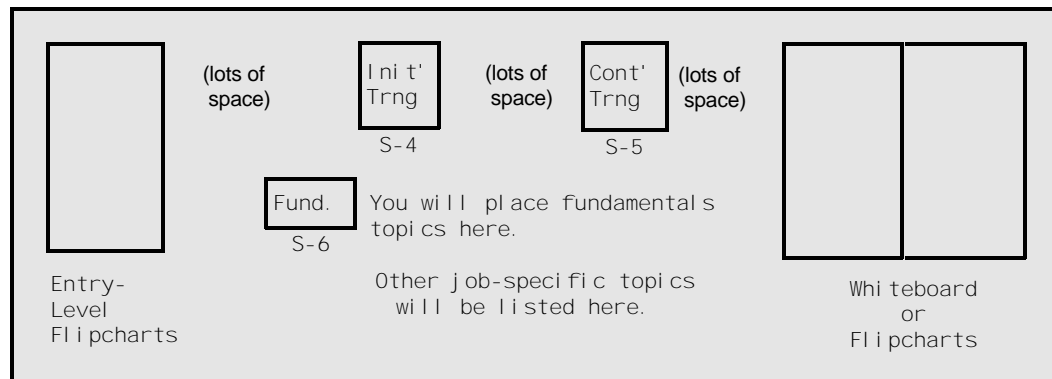 (lots of
space)
Init'
Trng
S-4
(lots of
space)
Cont'
Trng
S-5
(lots of
space)
Fund.
S-6
You will place fundamentals
topics here.
Other job-specific topics
will be listed here.
Entry-
Level
Flipcharts
Whiteboard
or
Flipcharts